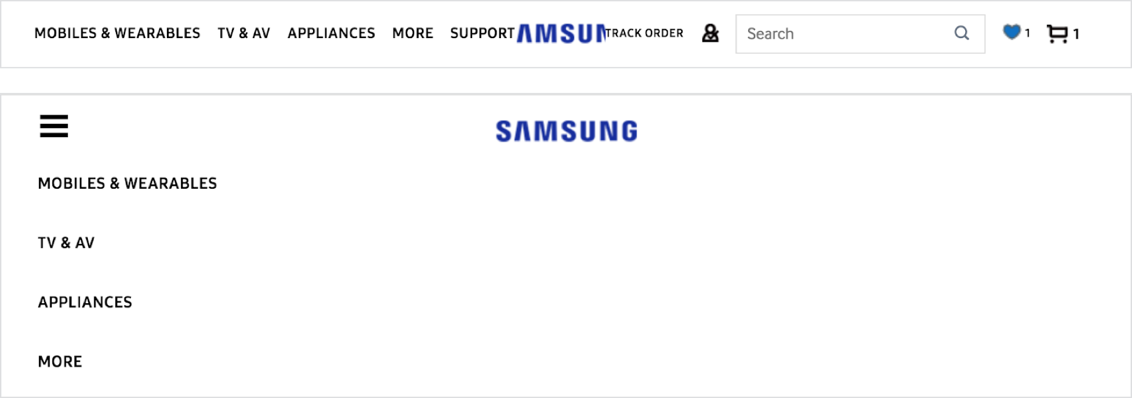 MOBILES & WEARABLES TV & AV APPLIANCES MORE SUPPORT AMSUN TRACK ORDER Search 1 1
SAMSUNG
MOBILES & WEARABLES
TV & AV
APPLIANCES
MORE